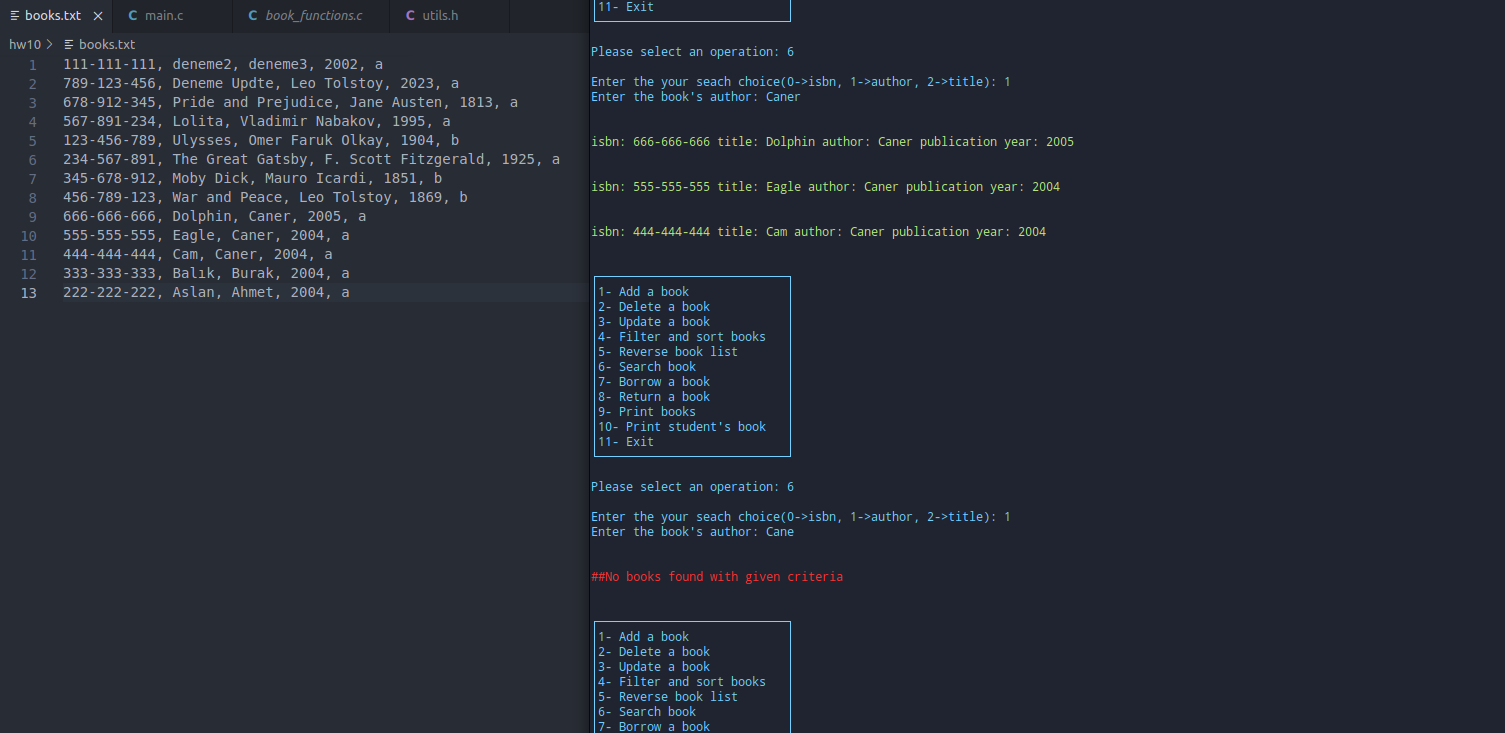 books.txt
main.c
book_functions.c
utils.h
hw10 > books.txt
1 111-111-111, deneme2, deneme3, 2002, a
2 789-123-456, Deneme Updte, Leo Tolstoy, 2023, a
3 678-912-345, Pride and Prejudice, Jane Austen, 1813, a
4 567-891-234, Lolita, Vladimir Nabakov, 1995, a
5 123-456-789, Ulysses, Omer Faruk Olkay, 1904, b
6 234-567-891, The Great Gatsby, F. Scott Fitzgerald, 1925, a
7 345-678-912, Moby Dick, Mauro Icardi, 1851, b
8 456-789-123, War and Peace, Leo Tolstoy, 1869, b
9 666-666-666, Dolphin, Caner, 2005, a
10 555-555-555, Eagle, Caner, 2004, a
11 444-444-444, Cam, Caner, 2004, a
12 333-333-333, Balık, Burak, 2004, a
13 222-222-222, Aslan, Ahmet, 2004, a
11- Exit
Please select an operation: 6
Enter the your seach choice(0->isbn, 1->author, 2->title): 1
Enter the book's author: Caner
isbn: 666-666-666 title: Dolphin author: Caner publication year: 2005
isbn: 555-555-555 title: Eagle author: Caner publication year: 2004
isbn: 444-444-444 title: Cam author: Caner publication year: 2004
1- Add a book
2- Delete a book
3- Update a book
4- Filter and sort books
5- Reverse book list
6- Search book
7- Borrow a book
8- Return a book
9- Print books
10- Print student's book
11- Exit
Please select an operation: 6
Enter the your seach choice(0->isbn, 1->author, 2->title): 1
Enter the book's author: Cane
##No books found with given criteria
1- Add a book
2- Delete a book
3- Update a book
4- Filter and sort books
5- Reverse book list
6- Search book
7- Borrow a book